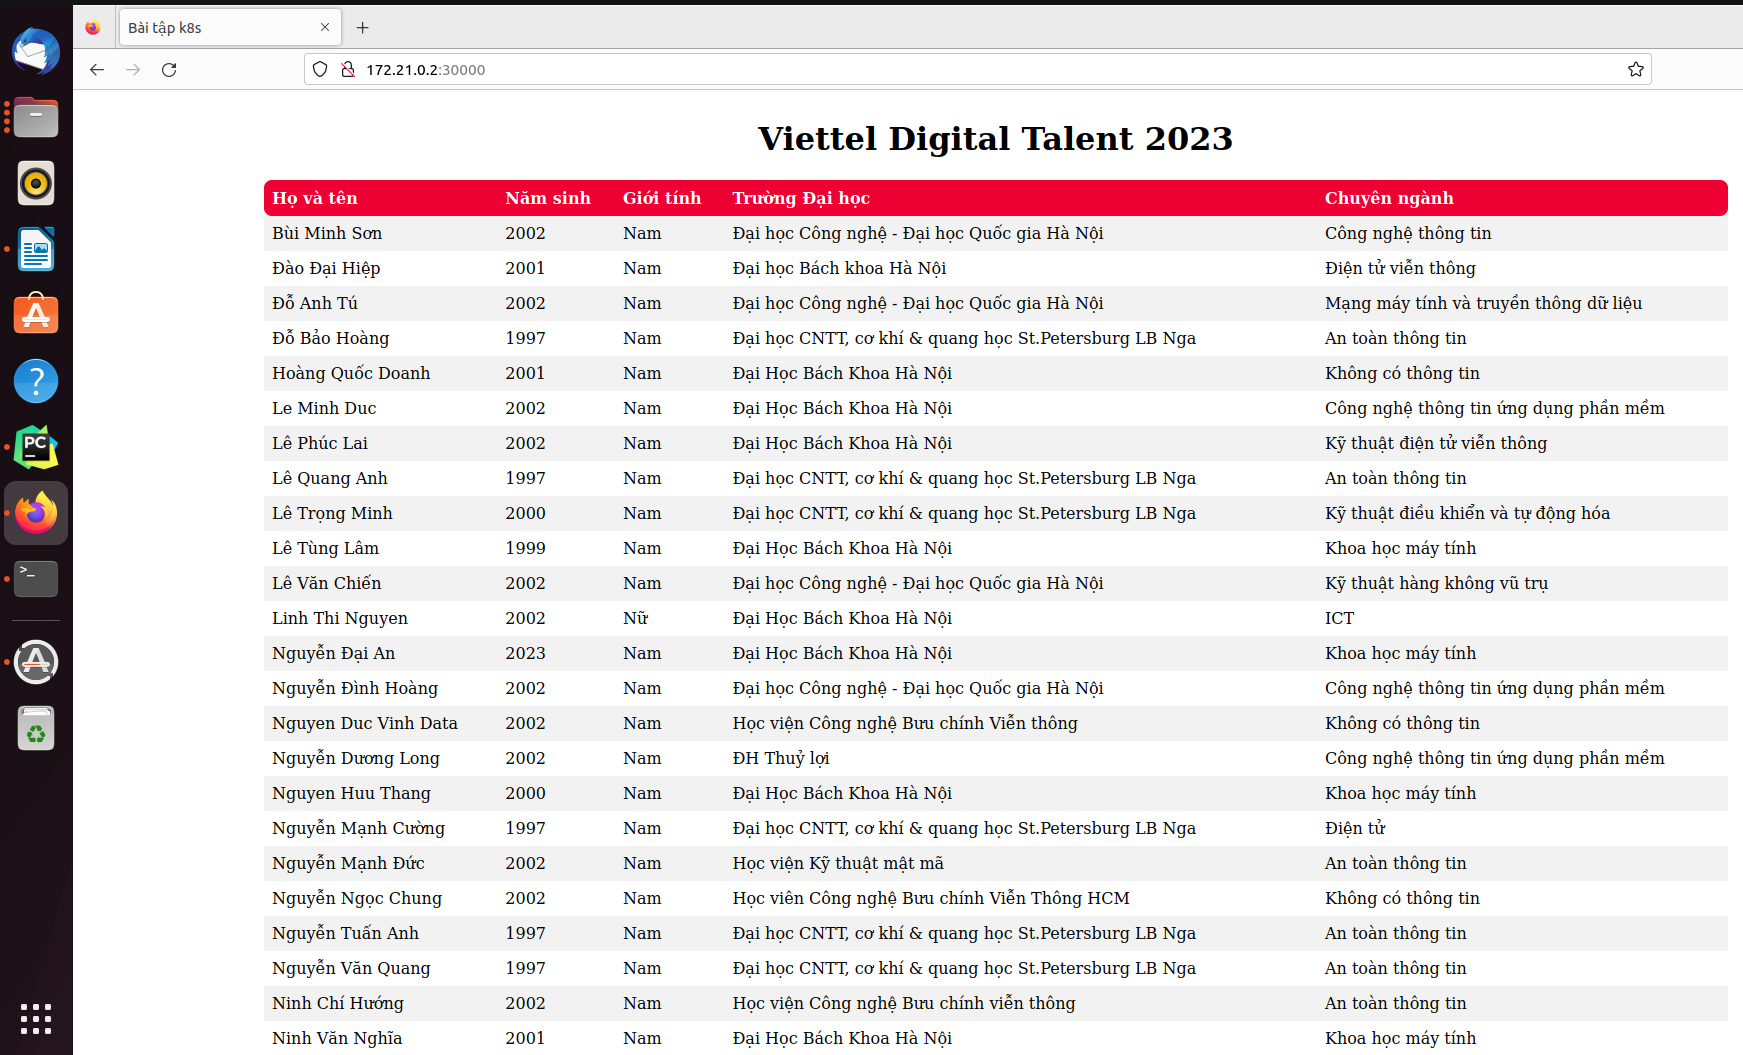 Bài tập k8s
172.21.0.2:30000
Viettel Digital Talent 2023
Họ và tên Năm sinh Giới tính Trường Đại học Chuyên ngành
Bùi Minh Sơn 2002 Nam Đại học Công nghệ - Đại học Quốc gia Hà Nội Công nghệ thông tin
Đào Đại Hiệp 2001 Nam Đại học Bách khoa Hà Nội Điện tử viễn thông
Đỗ Anh Tú 2002 Nam Đại học Công nghệ - Đại học Quốc gia Hà Nội Mạng máy tính và truyền thông dữ liệu
Đỗ Bảo Hoàng 1997 Nam Đại học CNTT, cơ khí & quang học St.Petersburg LB Nga An toàn thông tin
Hoàng Quốc Doanh 2001 Nam Đại Học Bách Khoa Hà Nội Không có thông tin
Le Minh Duc 2002 Nam Đại Học Bách Khoa Hà Nội Công nghệ thông tin ứng dụng phần mềm
Lê Phúc Lai 2002 Nam Đại Học Bách Khoa Hà Nội Kỹ thuật điện tử viễn thông
Lê Quang Anh 1997 Nam Đại học CNTT, cơ khí & quang học St.Petersburg LB Nga An toàn thông tin
Lê Trọng Minh 2000 Nam Đại học CNTT, cơ khí & quang học St.Petersburg LB Nga Kỹ thuật điều khiển và tự động hóa
Lê Tùng Lâm 1999 Nam Đại Học Bách Khoa Hà Nội Khoa học máy tính
Lê Văn Chiến 2002 Nam Đại học Công nghệ - Đại học Quốc gia Hà Nội Kỹ thuật hàng không vũ trụ
Linh Thi Nguyen 2002 Nữ Đại Học Bách Khoa Hà Nội ICT
Nguyễn Đại An 2023 Nam Đại Học Bách Khoa Hà Nội Khoa học máy tính
Nguyễn Đình Hoàng 2002 Nam Đại học Công nghệ - Đại học Quốc gia Hà Nội Công nghệ thông tin ứng dụng phần mềm
Nguyen Duc Vinh Data 2002 Nam Học viện Công nghệ Bưu chính Viễn thông Không có thông tin
Nguyễn Dương Long 2002 Nam ĐH Thuỷ lợi Công nghệ thông tin ứng dụng phần mềm
Nguyen Huu Thang 2000 Nam Đại Học Bách Khoa Hà Nội Khoa học máy tính
Nguyễn Mạnh Cường 1997 Nam Đại học CNTT, cơ khí & quang học St.Petersburg LB Nga Điện tử
Nguyễn Mạnh Đức 2002 Nam Học viện Kỹ thuật mật mã An toàn thông tin
Nguyễn Ngọc Chung 2002 Nam Học viên Công nghệ Bưu chính Viễn Thông HCM Không có thông tin
Nguyễn Tuấn Anh 1997 Nam Đại học CNTT, cơ khí & quang học St.Petersburg LB Nga An toàn thông tin
Nguyễn Văn Quang 1997 Nam Đại học CNTT, cơ khí & quang học St.Petersburg LB Nga An toàn thông tin
Ninh Chí Hướng 2002 Nam Học viện Công nghệ Bưu chính viễn thông An toàn thông tin
Ninh Văn Nghĩa 2001 Nam Đại Học Bách Khoa Hà Nội Khoa học máy tính